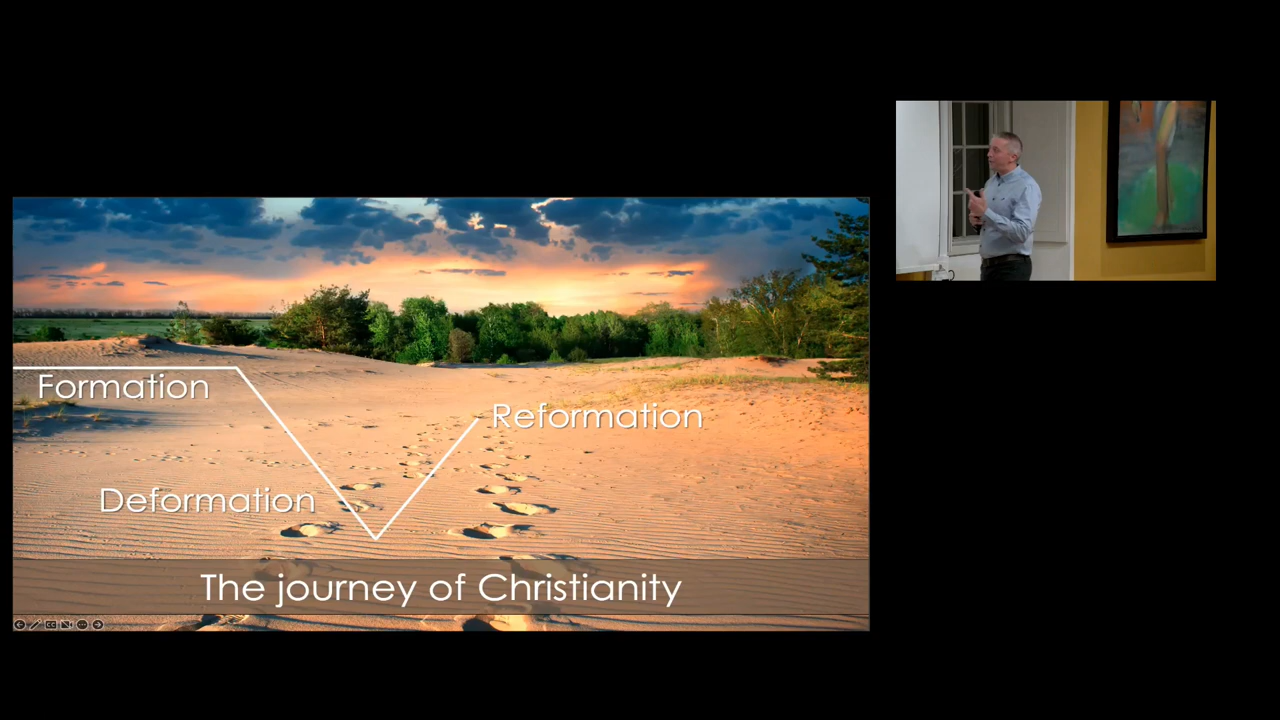 Formation
Reformation
Deformation
The journey of Christianity